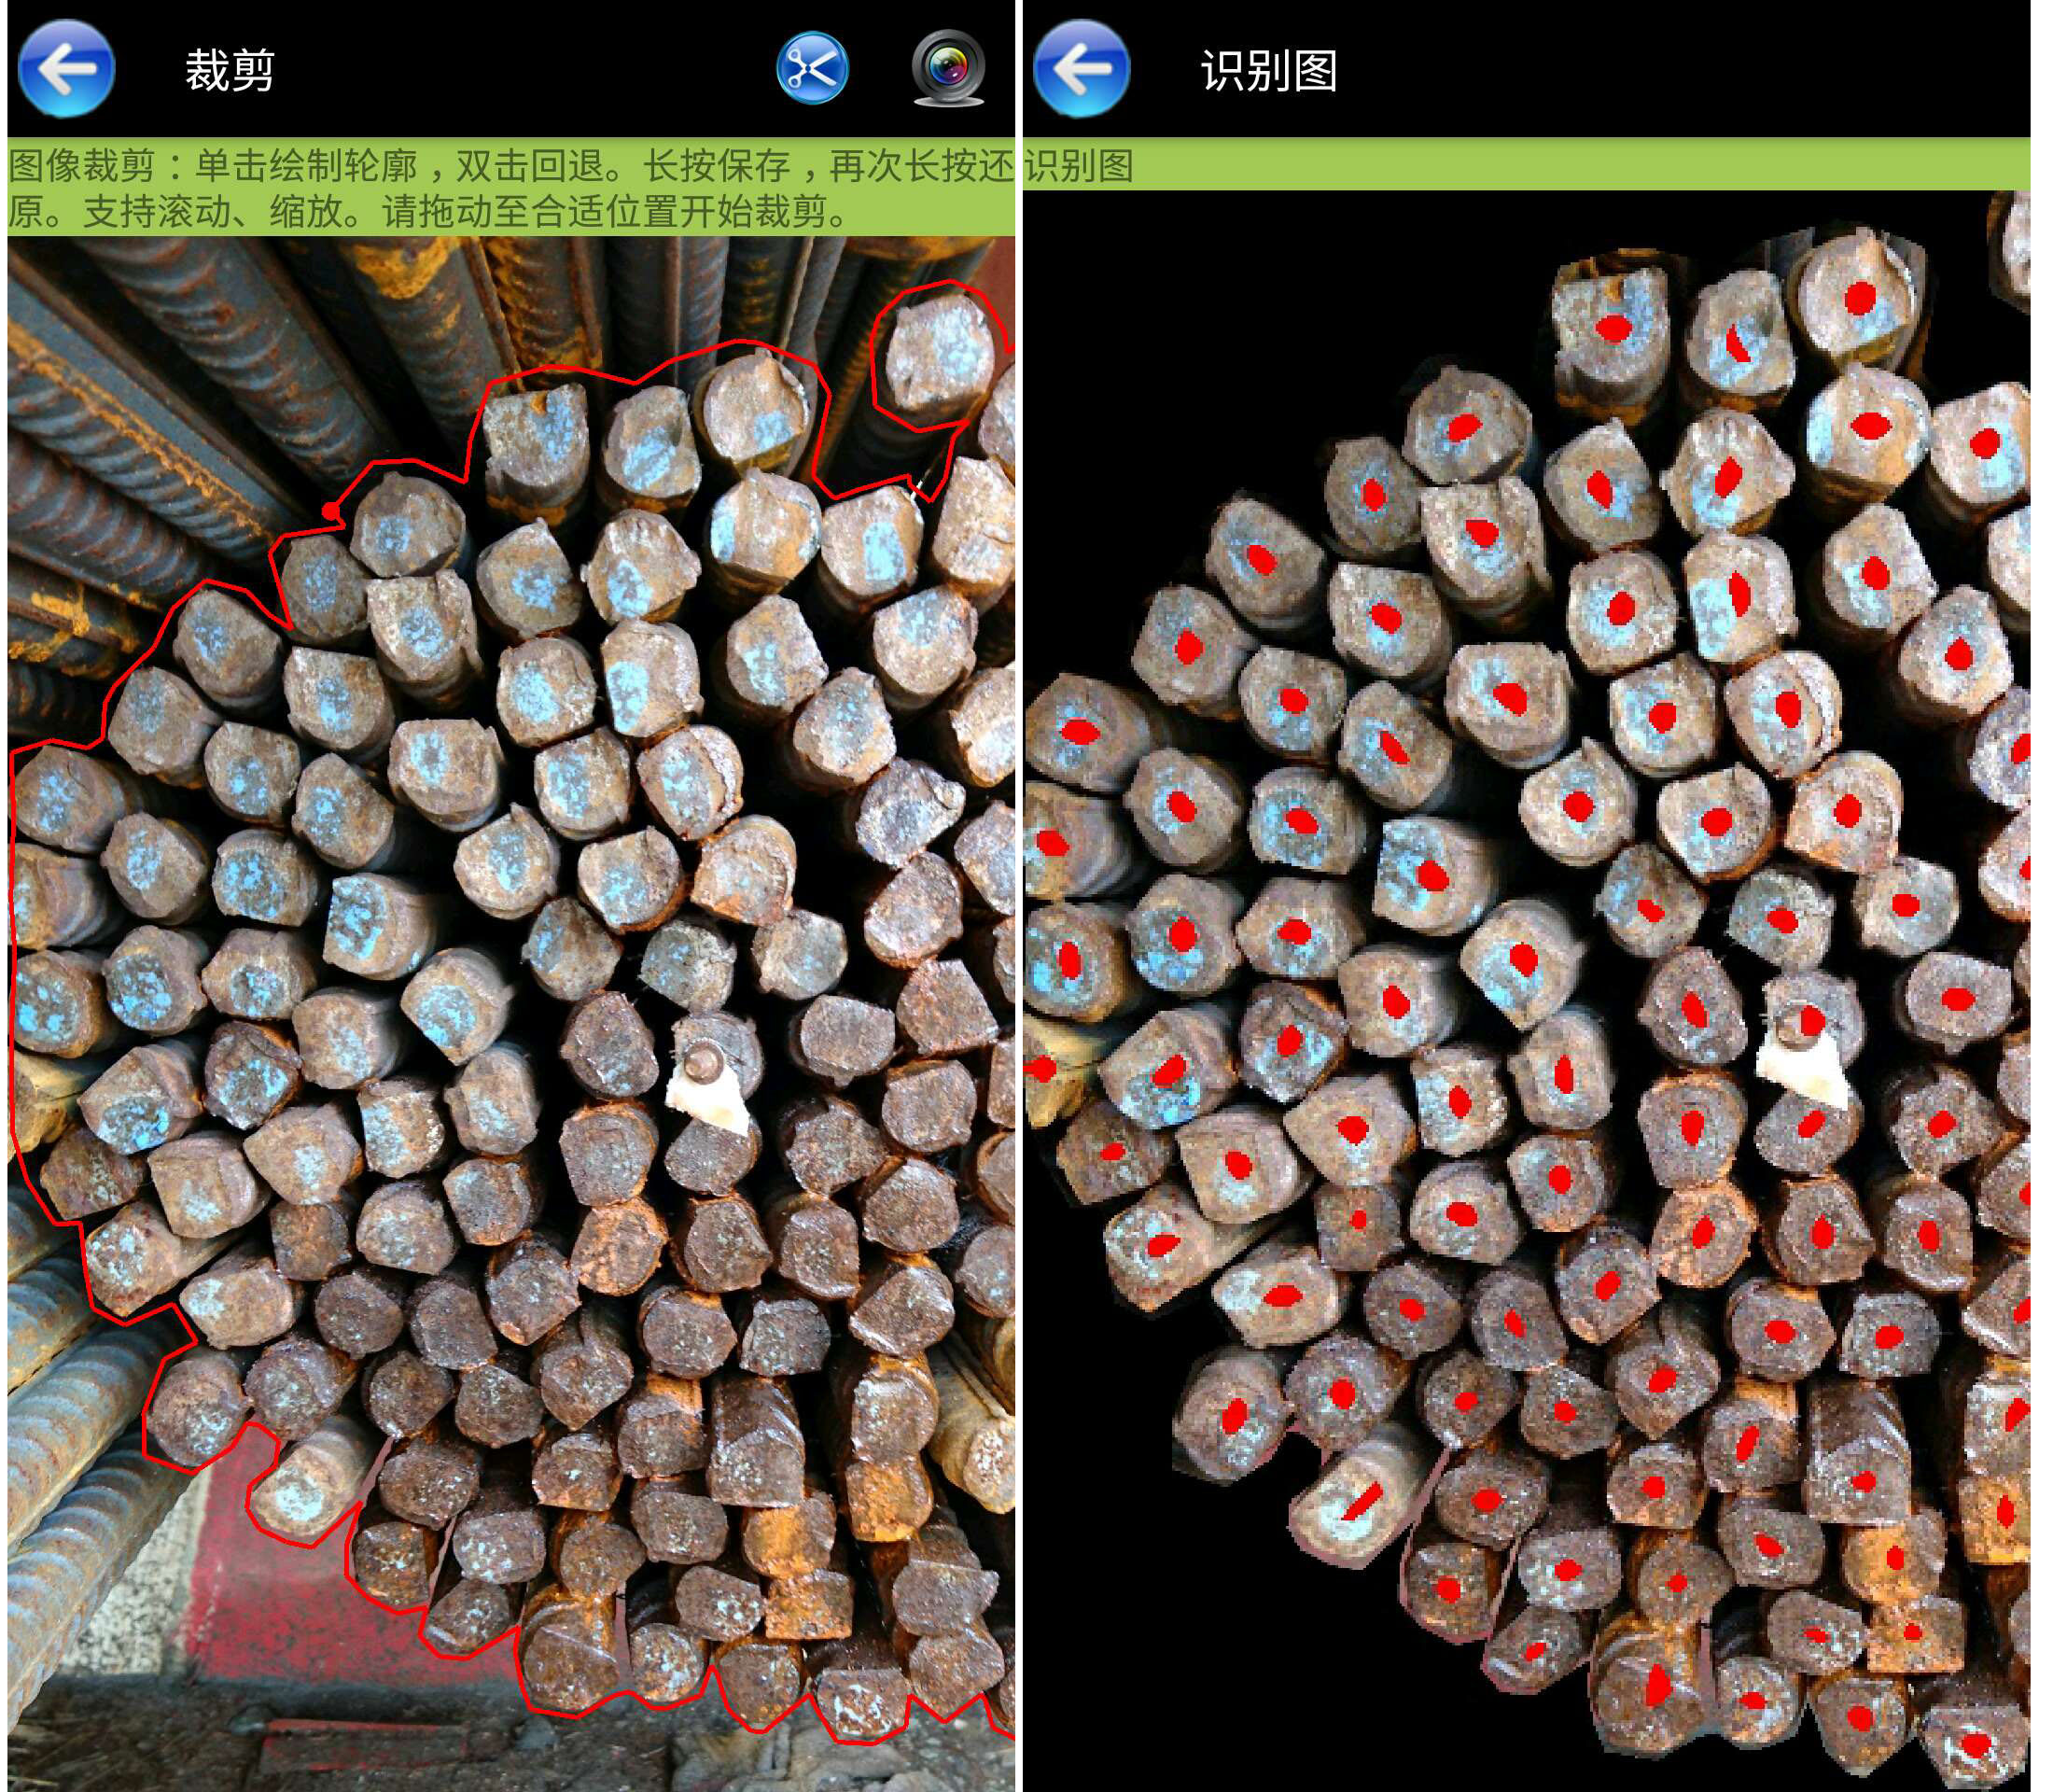 裁剪
图像裁剪：单击绘制轮廓，双击回退。长按保存，再次长按还
原。支持滚动、缩放。请拖动至合适位置开始裁剪。
识别图
识别图